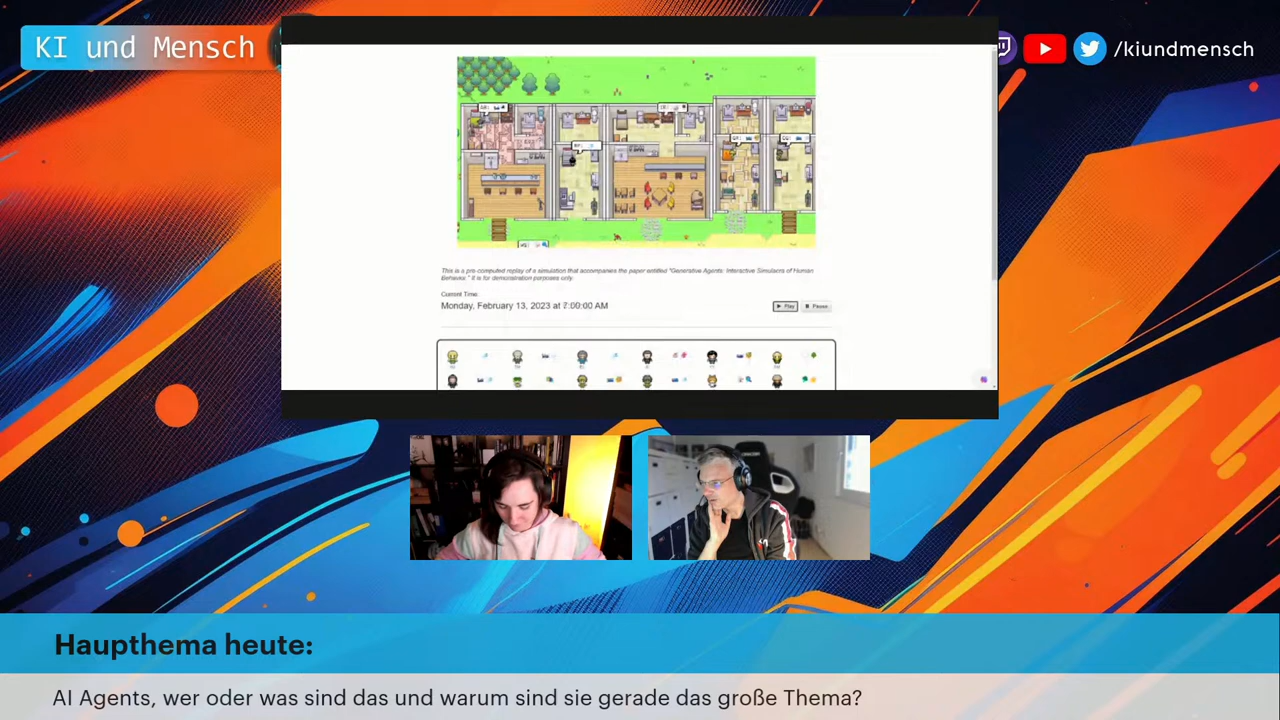 KI und Mensch
/kiundmensch
This is a pre-computed replay of a simulation that accompanies the paper entitled "Generative Agents: Interactive Simulacra of Human
Behavior." It is for demonstration purposes only.
Current Time:
Monday, February 13, 2023 at 7:00:00 AM
Play
Pause
Haupthema heute:
AI Agents, wer oder was sind das und warum sind sie gerade das große Thema?